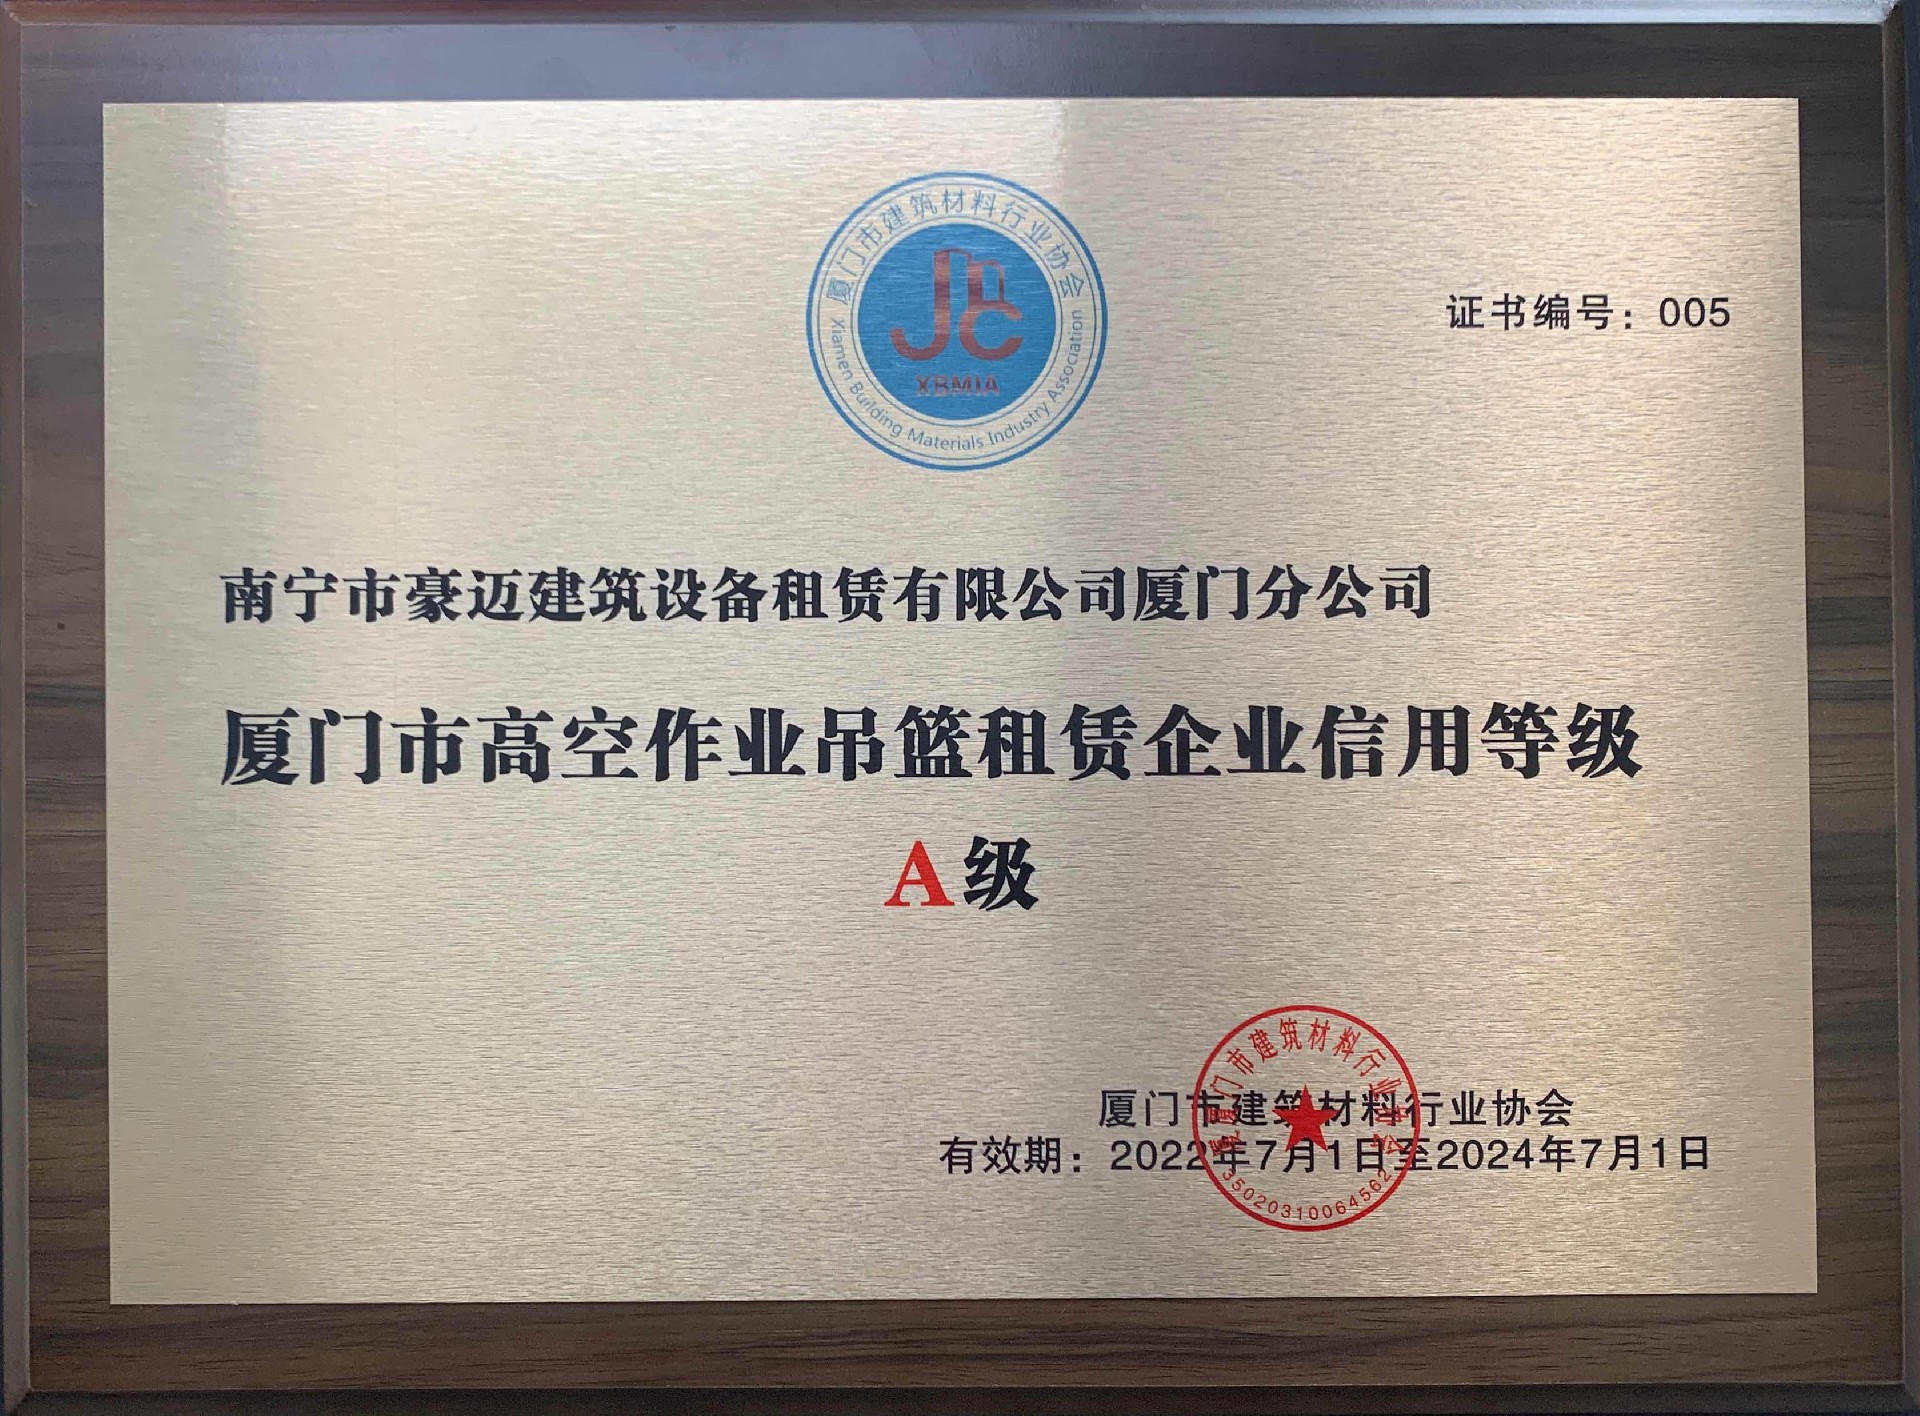 厦门市建筑材料行业协会
JC
XBMIA
Xiamen Building Materials Industry Association
证书编号：005
南宁市豪迈建筑设备租赁有限公司厦门分公司
厦门市高空作业吊篮租赁企业信用等级
A级
厦门市建筑材料行业协会
有效期：2022年7月1日至2024年7月1日
厦门市建筑材料行业协会
35020310064562